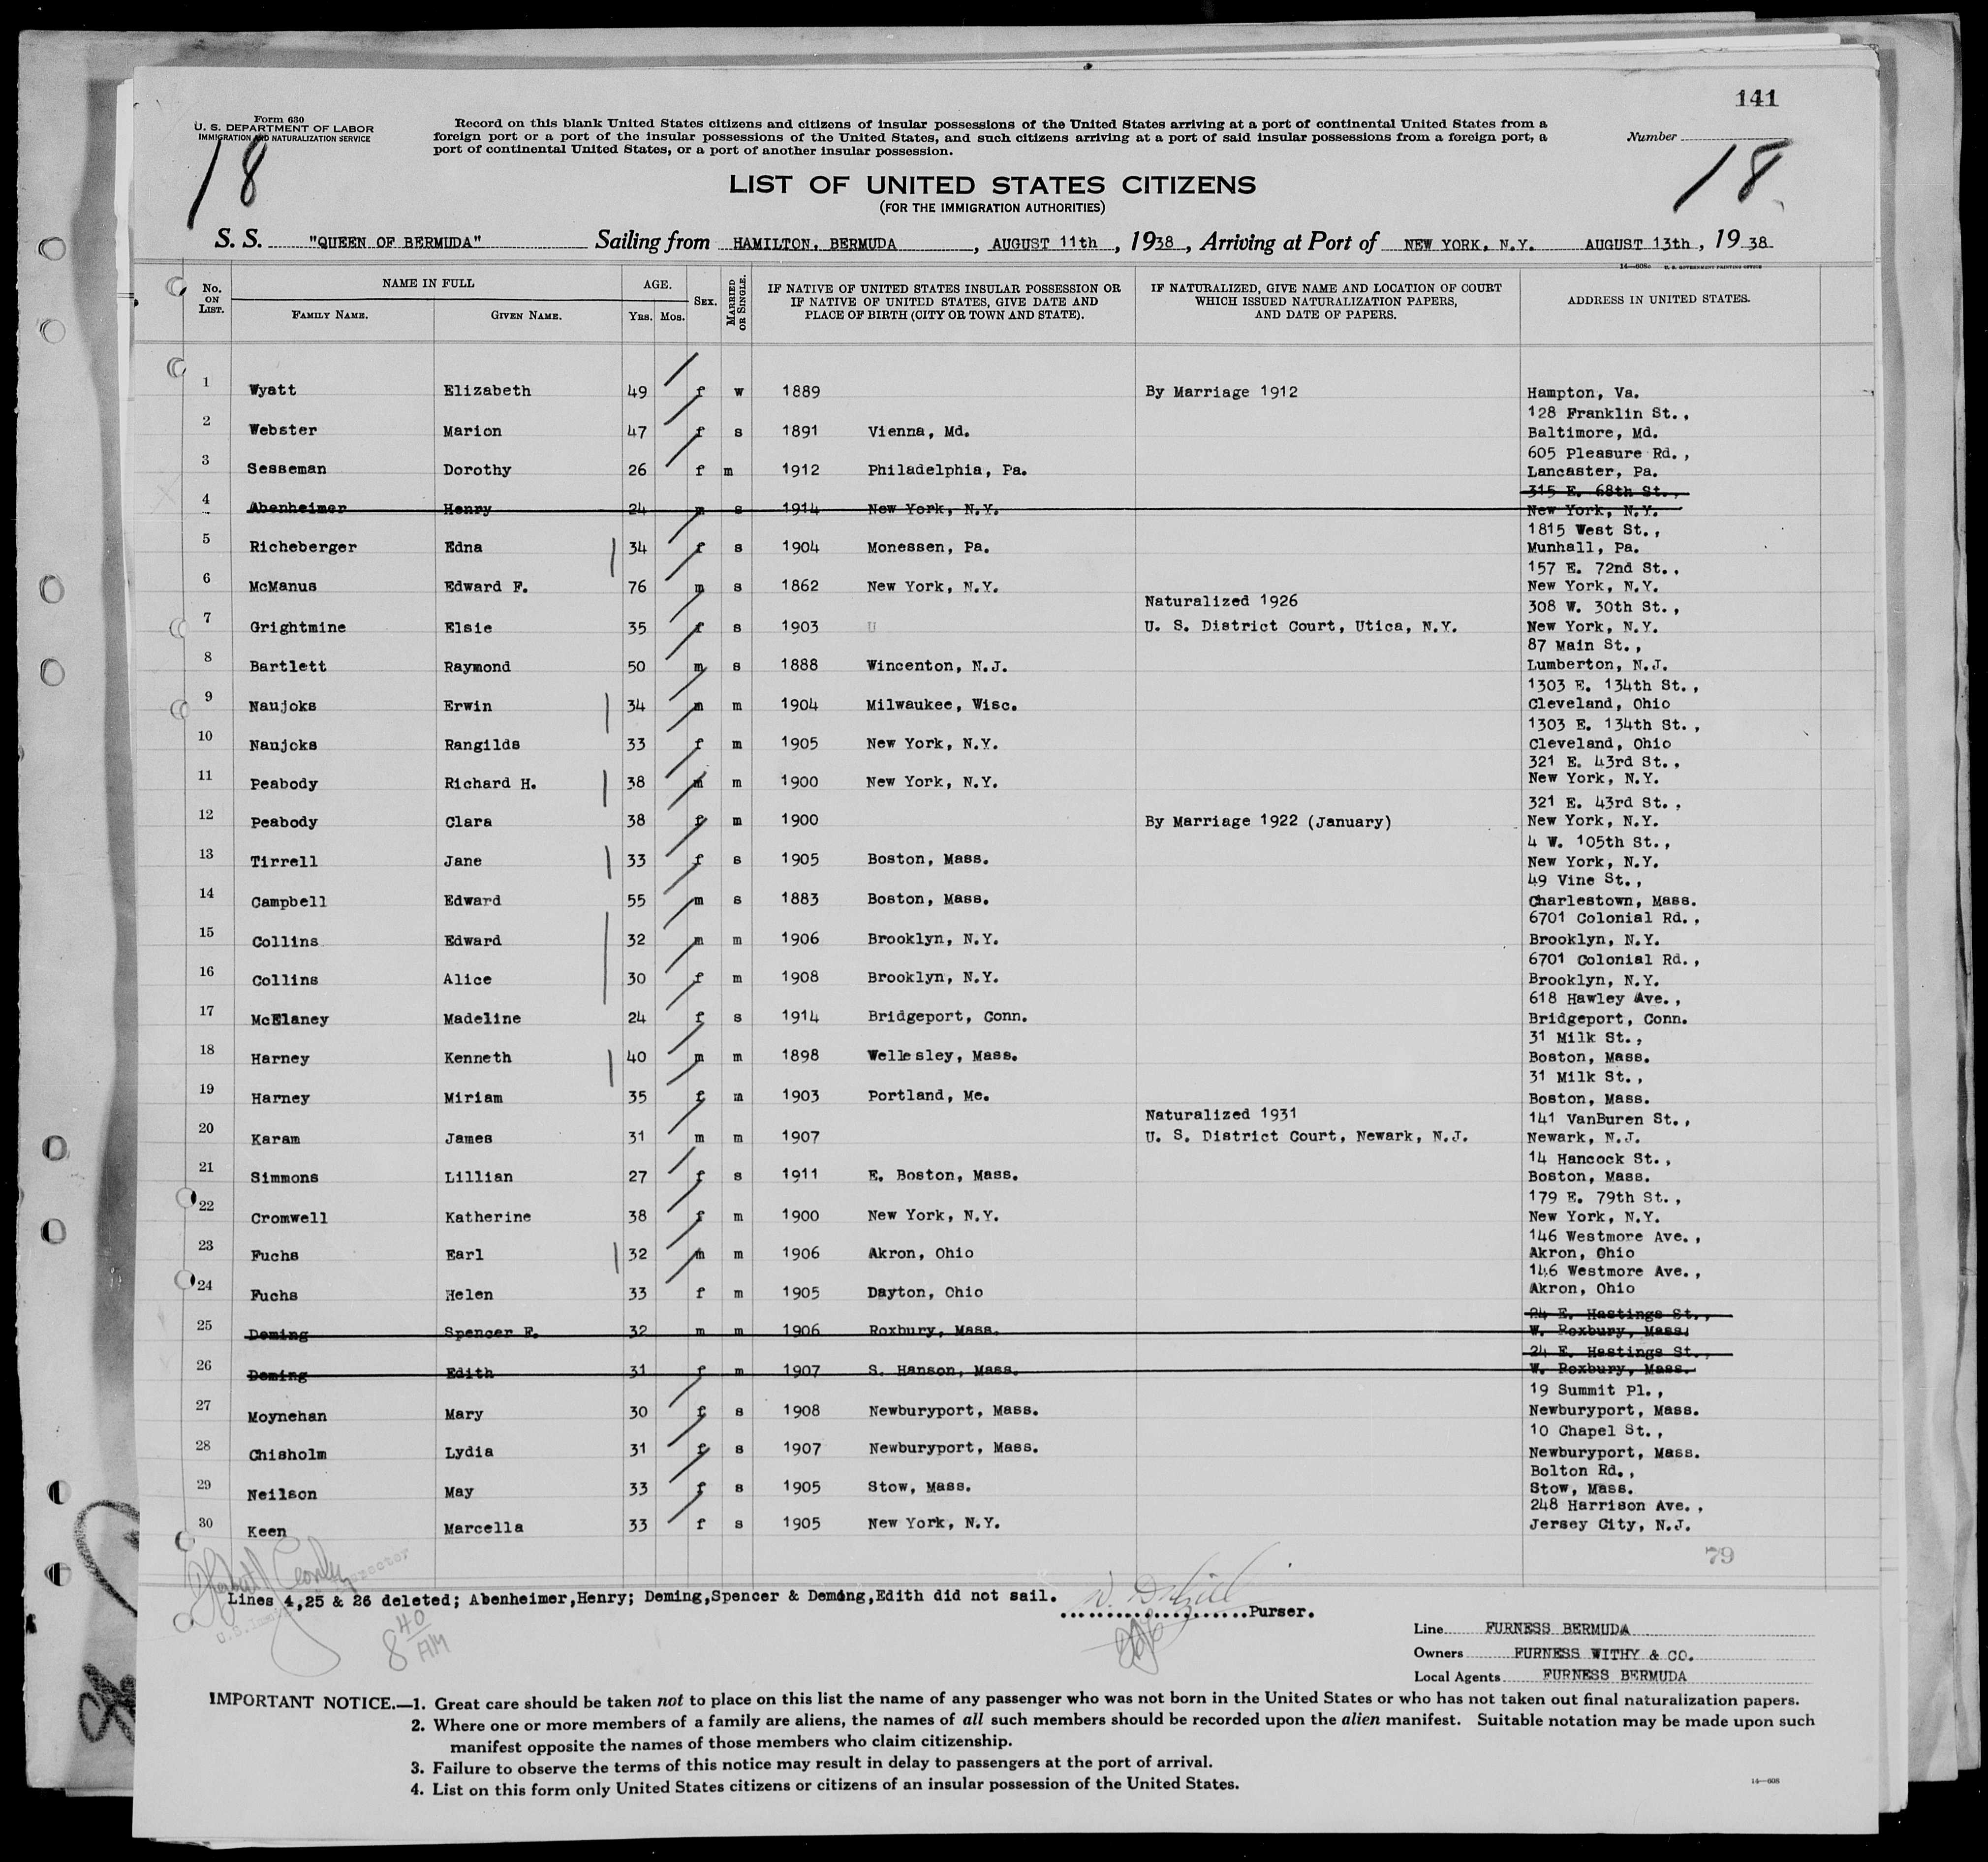 141
Form 630
U. S. DEPARTMENT OF LABOR
IMMIGRATION AND NATURALIZATION SERVICE
Record on this blank United States citizens and citizens of insular possessions of the United States arriving at a port of continental United States from a
foreign port or a port of the insular possessions of the United States, and such citizens arriving at a port of said insular possessions from a foreign port, a
port of continental United States, or a part of another insular possession.
Number
18
18
LIST OF UNITED STATES CITIZENS
(FOR THE IMMIGRATION AUTHORITIES)
S. S. "QUEEN OF BERMUDA" Sailing from HAMILTON, BERMUDA, AUGUST 11th, 1938, Arriving at Port of NEW YORK, N.Y. AUGUST 13th, 1938
14—608c U. S. GOVERNMENT PRINTING OFFICE
No. ON LIST. NAME IN FULL AGE. SEX. MARRIED OR SINGLE. IF NATIVE OF UNITED STATES INSULAR POSSESSION OR IF NATIVE OF UNITED STATES, GIVE DATE AND PLACE OF BIRTH (CITY OR TOWN AND STATE). IF NATURALIZED, GIVE NAME AND LOCATION OF COURT WHICH ISSUED NATURALIZATION PAPERS, AND DATE OF PAPERS. ADDRESS IN UNITED STATES.
FAMILY NAME. GIVEN NAME. YRS. MOS.
1 Wyatt Elizabeth 49 f w 1889 By Marriage 1912 Hampton, Va.
128 Franklin St.,
2 Webster Marion 47 f s 1891 Vienna, Md. Baltimore, Md.
605 Pleasure Rd.,
3 Sesseman Dorothy 26 f m 1912 Philadelphia, Pa. Lancaster, Pa.
315 E. 68th St.,
4 Abenheimer Henry 24 m s 1914 New York, N.Y. New York, N.Y.
1815 West St.,
5 Richeberger Edna 34 f s 1904 Monessen, Pa. Munhall, Pa.
157 E. 72nd St.,
6 McManus Edward F. 76 m s 1862 New York, N.Y. New York, N.Y.
Naturalized 1926 308 W. 30th St.,
7 Grightmine Elsie 35 f s 1903 U U. S. District Court, Utica, N.Y. New York, N.Y.
87 Main St.,
8 Bartlett Raymond 50 m s 1888 Wincenton, N.J. Lumberton, N.J.
1303 E. 134th St.,
9 Naujoks Erwin 34 m m 1904 Milwaukee, Wisc. Cleveland, Ohio
1303 E. 134th St.,
10 Naujoks Rangilds 33 f m 1905 New York, N.Y. Cleveland, Ohio
321 E. 43rd St.,
11 Peabody Richard H. 38 m m 1900 New York, N.Y. New York, N.Y.
321 E. 43rd St.,
12 Peabody Clara 38 f m 1900 By Marriage 1922 (January) New York, N.Y.
4 W. 105th St.,
13 Tirrell Jane 33 f s 1905 Boston, Mass. New York, N.Y.
49 Vine St.,
14 Campbell Edward 55 m s 1883 Boston, Mass. Charlestown, Mass.
6701 Colonial Rd.,
15 Collins Edward 32 m m 1906 Brooklyn, N.Y. Brooklyn, N.Y.
6701 Colonial Rd.,
16 Collins Alice 30 f m 1908 Brooklyn, N.Y. Brooklyn, N.Y.
618 Hawley Ave.,
17 McElaney Madeline 24 f s 1914 Bridgeport, Conn. Bridgeport, Conn.
31 Milk St.,
18 Harney Kenneth 40 m m 1898 Wellesley, Mass. Boston, Mass.
31 Milk St.,
19 Harney Miriam 35 f m 1903 Portland, Me. Boston, Mass.
Naturalized 1931 141 VanBuren St.,
20 Karam James 31 m m 1907 U. S. District Court, Newark, N.J. Newark, N.J.
14 Hancock St.,
21 Simmons Lillian 27 f s 1911 E. Boston, Mass. Boston, Mass.
179 E. 79th St.,
22 Cromwell Katherine 38 f m 1900 New York, N.Y. New York, N.Y.
146 Westmore Ave.,
23 Fuchs Earl 32 m m 1906 Akron, Ohio Akron, Ohio
146 Westmore Ave.,
24 Fuchs Helen 33 f m 1905 Dayton, Ohio Akron, Ohio
24 E. Hastings St.,
25 Deming Spencer F. 32 m m 1906 Roxbury, Mass. W. Roxbury, Mass.
24 E. Hastings St.,
26 Deming Edith 31 f m 1907 S. Hanson, Mass. W. Roxbury, Mass.
19 Summit Pl.,
27 Moynehan Mary 30 f s 1908 Newburyport, Mass. Newburyport, Mass.
10 Chapel St.,
28 Chisholm Lydia 31 f s 1907 Newburyport, Mass. Newburyport, Mass.
Bolton Rd.,
29 Neilson May 33 f s 1905 Stow, Mass. Stow, Mass.
248 Harrison Ave.,
30 Keen Marcella 33 f s 1905 New York, N.Y. Jersey City, N.J.
79
Lines 4,25 & 26 deleted; Abenheimer,Henry; Deming,Spencer & Deming,Edith did not sail.
Purser.
8 40 AM
Line FURNESS BERMUDA
Owners FURNESS WITHY & CO.
Local Agents FURNESS BERMUDA
IMPORTANT NOTICE.—1. Great care should be taken not to place on this list the name of any passenger who was not born in the United States or who has not taken out final naturalization papers.
2. Where one or more members of a family are aliens, the names of all such members should be recorded upon the alien manifest. Suitable notation may be made upon such
manifest opposite the names of those members who claim citizenship.
3. Failure to observe the terms of this notice may result in delay to passengers at the port of arrival.
4. List on this form only United States citizens or citizens of an insular possession of the United States.
14—608